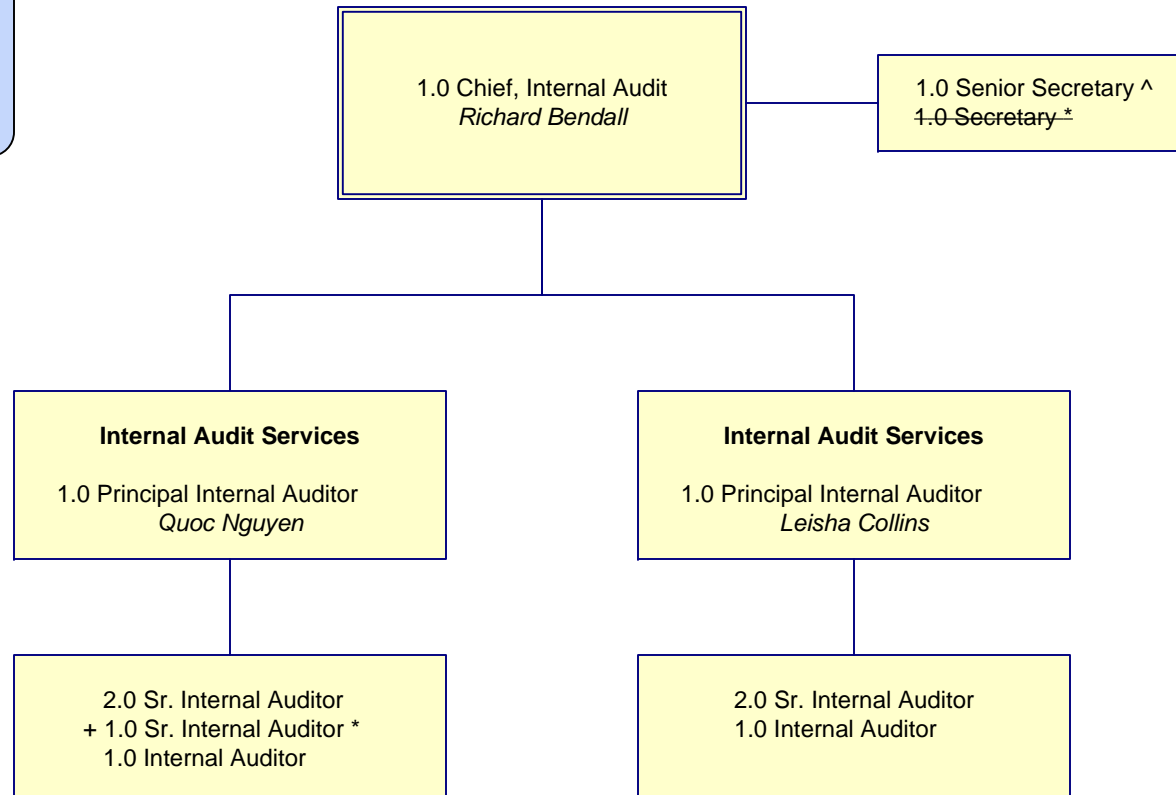 1.0 Chief, Internal Audit
Richard Bendall
1.0 Senior Secretary ^
1.0 Secretary *
Internal Audit Services
1.0 Principal Internal Auditor
Quoc Nguyen
Internal Audit Services
1.0 Principal Internal Auditor
Leisha Collins
2.0 Sr. Internal Auditor
+ 1.0 Sr. Internal Auditor *
1.0 Internal Auditor
2.0 Sr. Internal Auditor
1.0 Internal Auditor